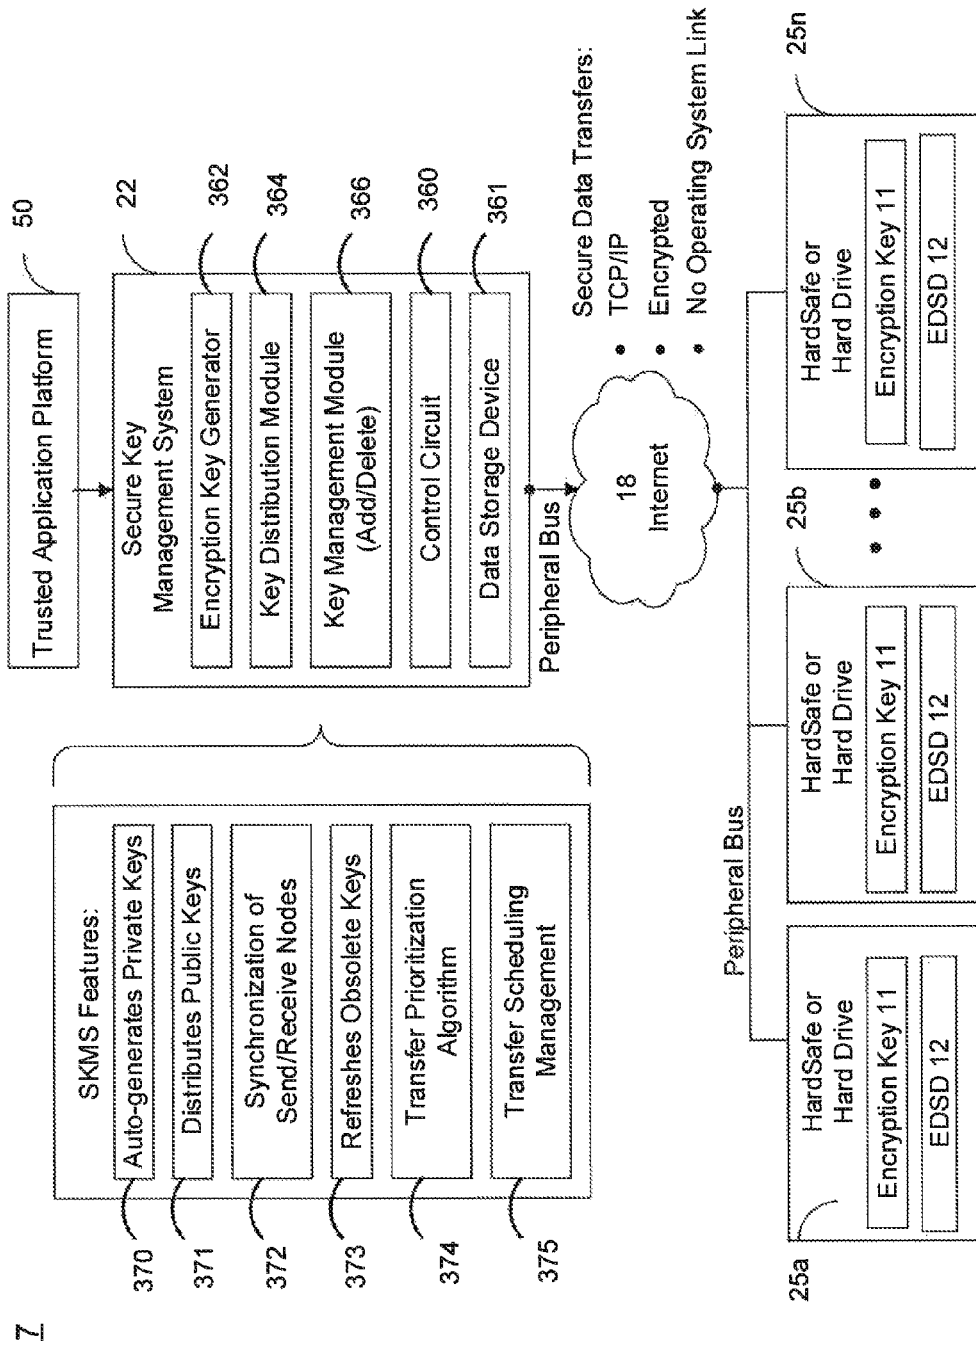 7
50
Trusted Application Platform
22
Secure Key
Management System
362
Encryption Key Generator
364
Key Distribution Module
366
Key Management Module
(Add/Delete)
360
Control Circuit
361
Data Storage Device
SKMS Features:
370
Auto-generates Private Keys
371
Distributes Public Keys
372
Synchronization of
Send/Receive Nodes
373
Refreshes Obsolete Keys
374
Transfer Prioritization
Algorithm
375
Transfer Scheduling
Management
Peripheral Bus
18
Internet
Secure Data Transfers:
• TCP/IP
• Encrypted
• No Operating System Link
Peripheral Bus
25a
HardSafe or
Hard Drive
Encryption Key 11
EDSD 12
25b
HardSafe or
Hard Drive
Encryption Key 11
EDSD 12
• • •
25n
HardSafe or
Hard Drive
Encryption Key 11
EDSD 12